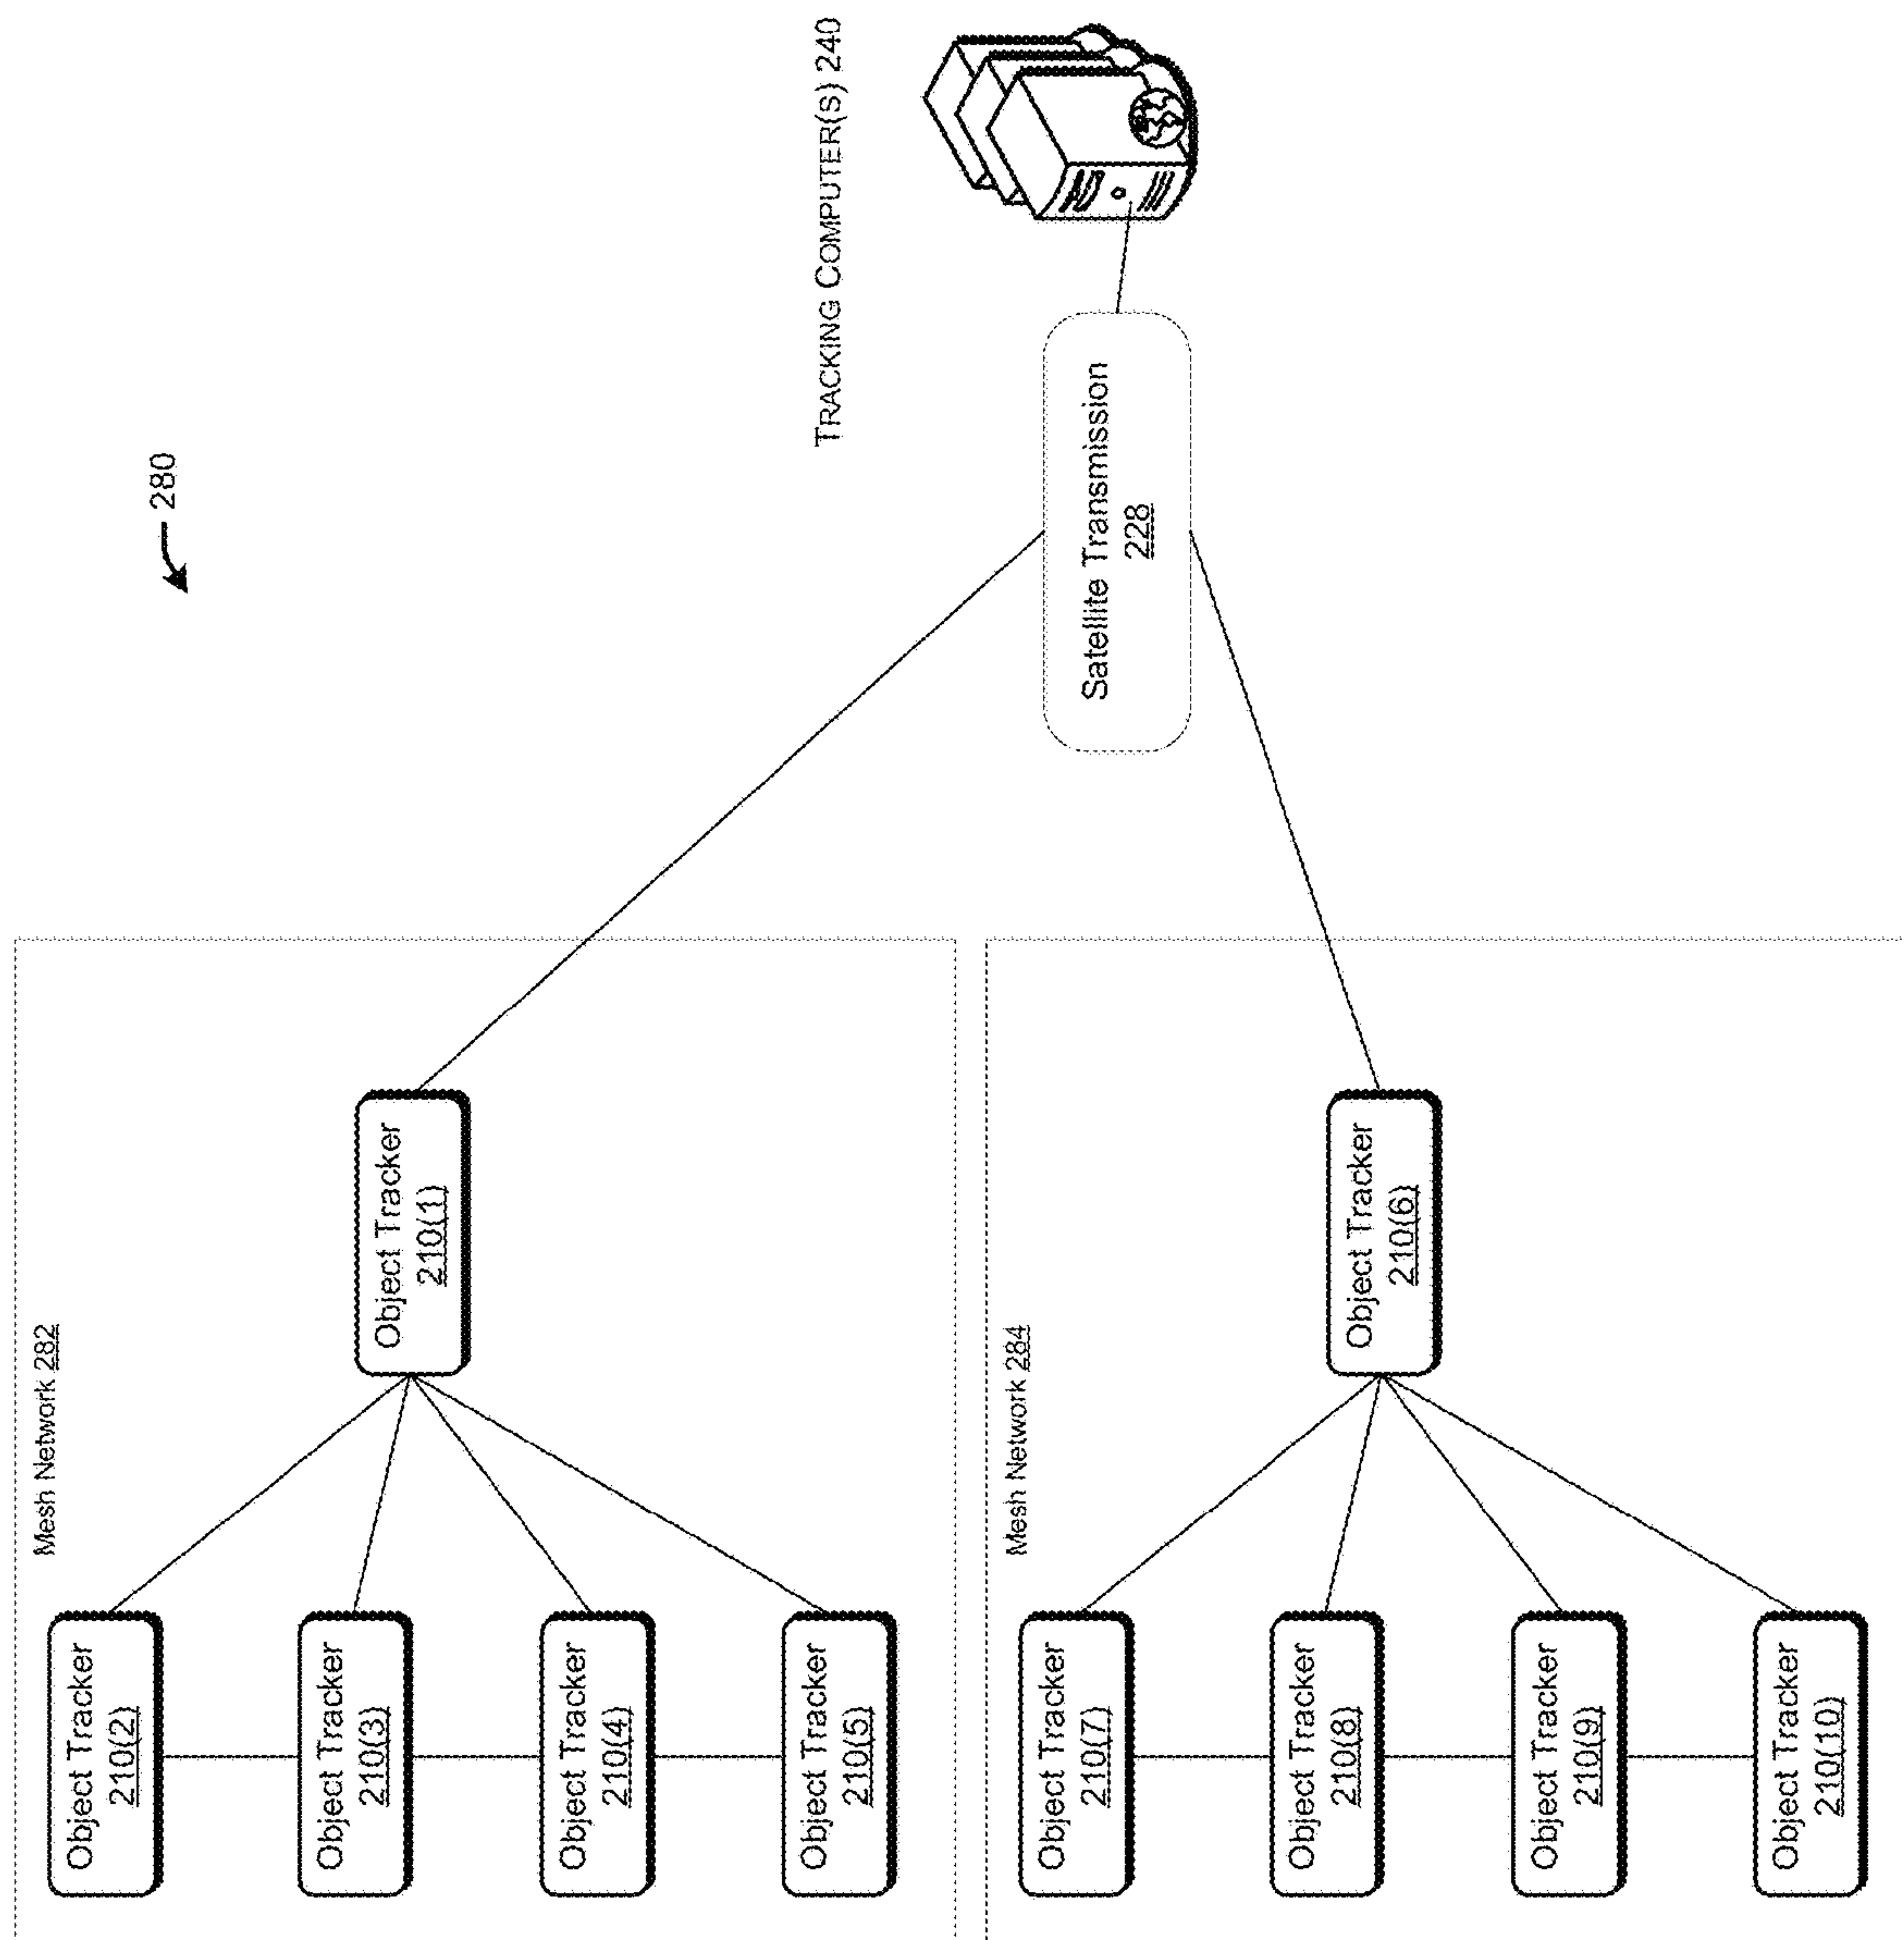 280
TRACKING COMPUTER(S) 240
Satellite Transmission
228
Mesh Network 282
Object Tracker
210(1)
Object Tracker
210(2)
Object Tracker
210(3)
Object Tracker
210(4)
Object Tracker
210(5)
Mesh Network 284
Object Tracker
210(6)
Object Tracker
210(7)
Object Tracker
210(8)
Object Tracker
210(9)
Object Tracker
210(10)